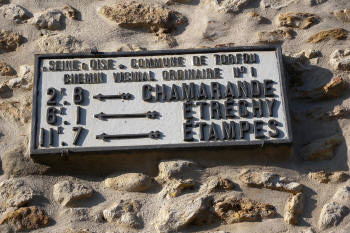 SEINE & OISE. COMMUNE DE TORFOU
CHEMIN VICINAL ORDINAIRE N° 1
2K 8 CHAMARANDE
6K 1 ÉTRÉCHY
11K 7 ÉTAMPES